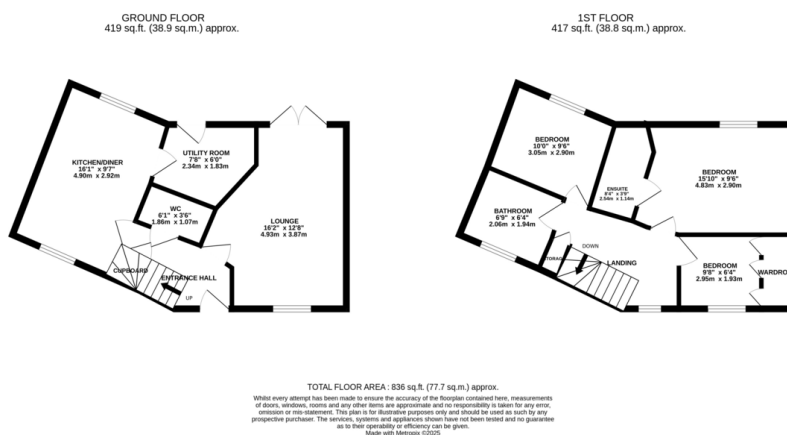 GROUND FLOOR
419 sq.ft. (38.9 sq.m.) approx.
1ST FLOOR
417 sq.ft. (38.8 sq.m.) approx.
KITCHEN/DINER
16'1" x 9'7"
4.90m x 2.92m
UTILITY ROOM
7'8" x 6'0"
2.34m x 1.83m
WC
6'1" x 3'6"
1.86m x 1.07m
LOUNGE
16'2" x 12'8"
4.93m x 3.87m
CUPBOARD
ENTRANCE HALL
UP
BEDROOM
10'0" x 9'6"
3.05m x 2.90m
ENSUITE
8'4" x 3'9"
2.54m x 1.14m
BEDROOM
15'10" x 9'6"
4.83m x 2.90m
BATHROOM
6'9" x 6'4"
2.06m x 1.94m
STORAG
DOWN
LANDING
BEDROOM
9'8" x 6'4"
2.95m x 1.93m
WARDRO
TOTAL FLOOR AREA : 836 sq.ft. (77.7 sq.m.) approx.
Whilst every attempt has been made to ensure the accuracy of the floorplan contained here, measurements
of doors, windows, rooms and any other items are approximate and no responsibility is taken for any error,
omission or mis-statement. This plan is for illustrative purposes only and should be used as such by any
prospective purchaser. The services, systems and appliances shown have not been tested and no guarantee
as to their operability or efficiency can be given.
Made with Metropix ©2025